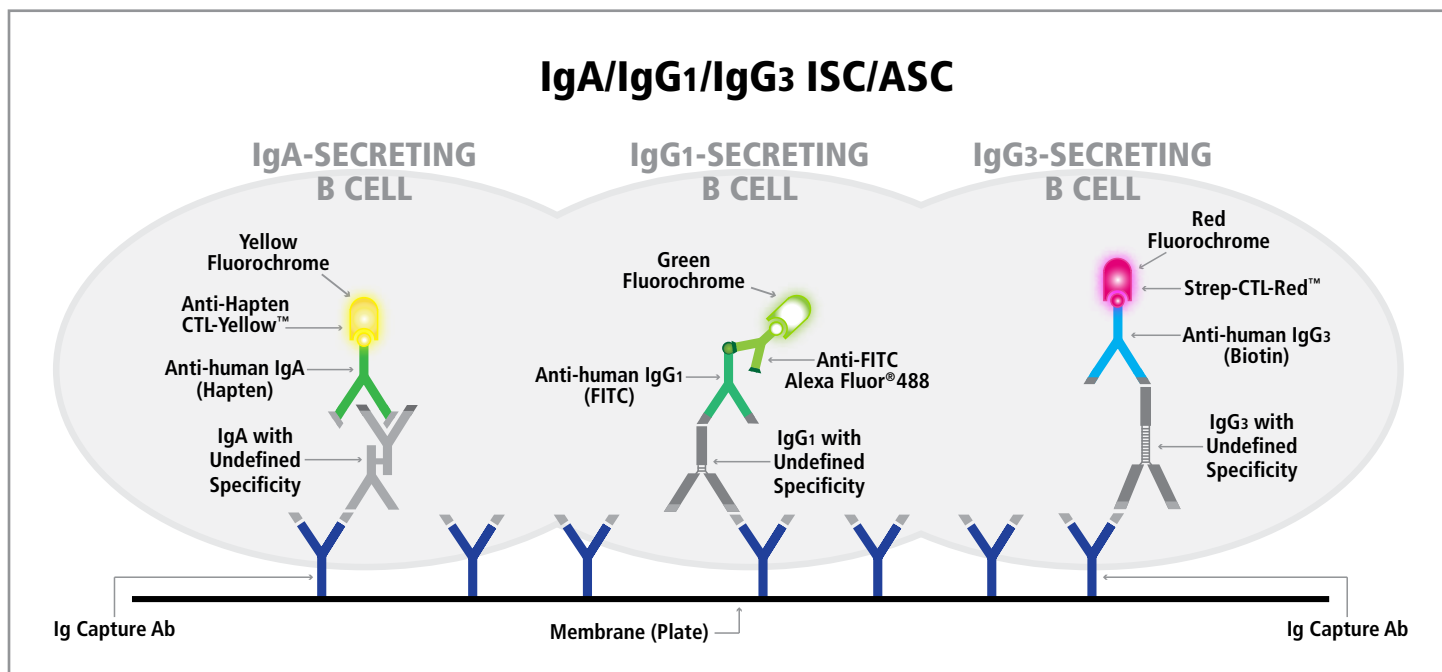 IgA/IgG1/IgG3 ISC/ASC
IgA-SECRETING
B CELL
IgG1-SECRETING
B CELL
IgG3-SECRETING
B CELL
Yellow
Fluorochrome
Anti-Hapten
CTL-Yellow™
Anti-human IgA
(Hapten)
IgA with
Undefined
Specificity
Green
Fluorochrome
Anti-FITC
Alexa Fluor®488
Anti-human IgG1
(FITC)
IgG1 with
Undefined
Specificity
Red
Fluorochrome
Strep-CTL-Red™
Anti-human IgG3
(Biotin)
IgG3 with
Undefined
Specificity
Ig Capture Ab
Membrane (Plate)
Ig Capture Ab